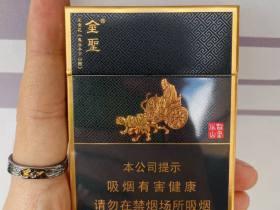 金聖
本公司提示
吸烟有害健康
请勿在禁烟场所吸烟